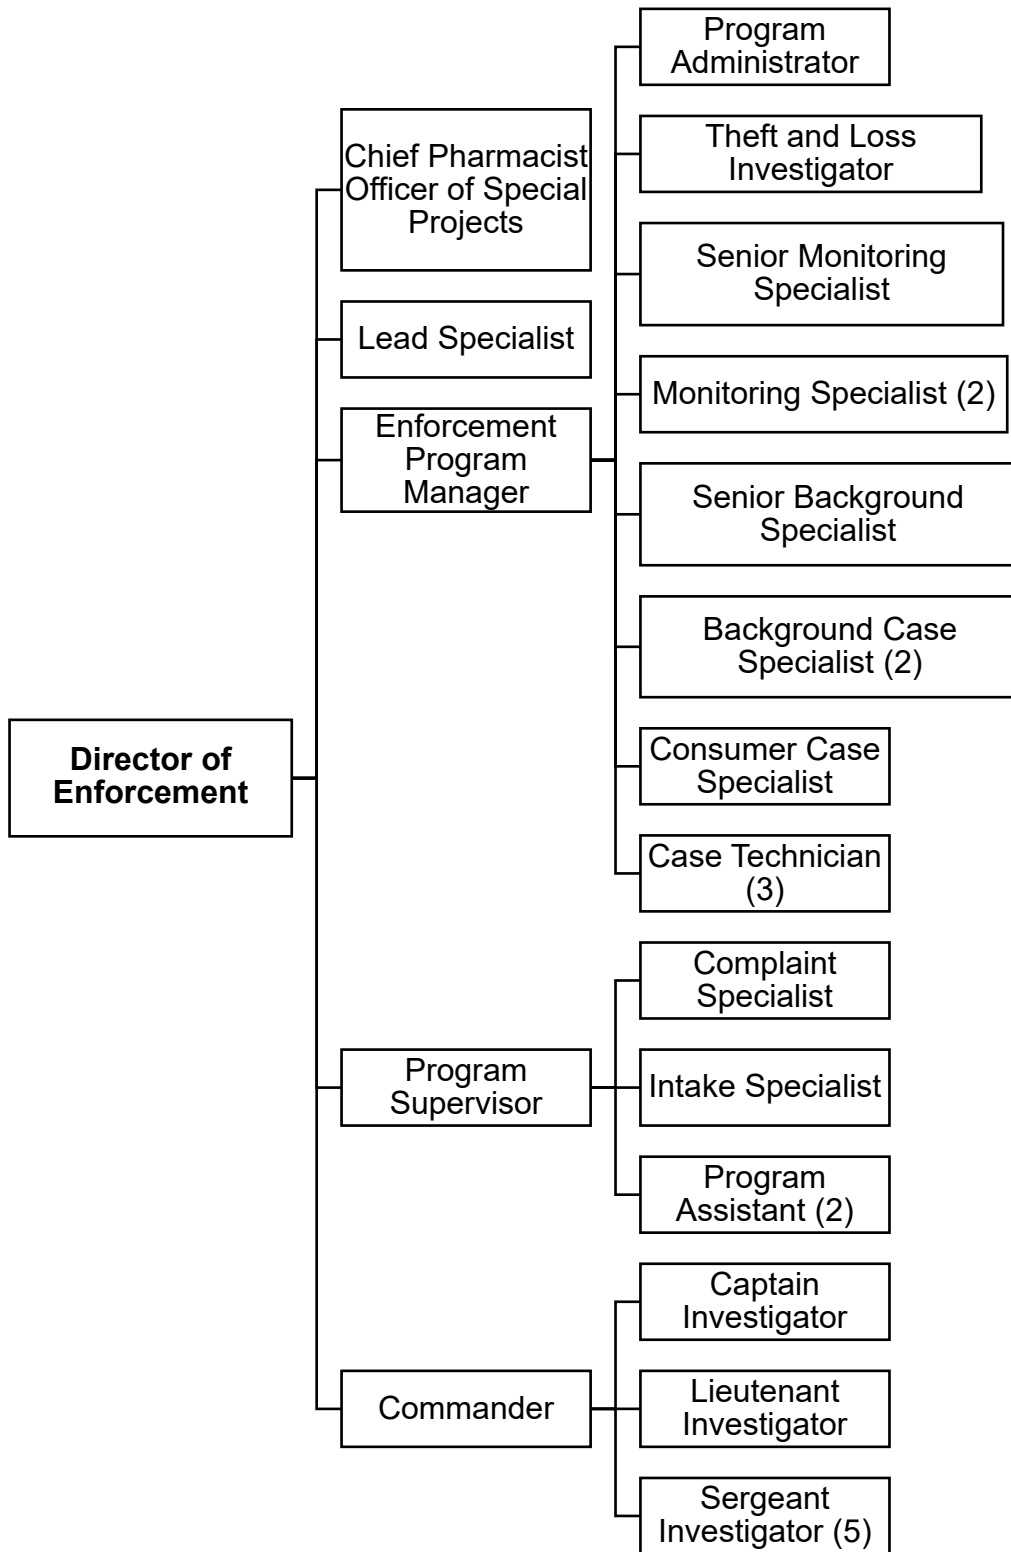 Director of
Enforcement
Chief Pharmacist
Officer of Special
Projects
Lead Specialist
Enforcement
Program
Manager
Program
Administrator
Theft and Loss
Investigator
Senior Monitoring
Specialist
Monitoring Specialist (2)
Senior Background
Specialist
Background Case
Specialist (2)
Consumer Case
Specialist
Case Technician
(3)
Program
Supervisor
Complaint
Specialist
Intake Specialist
Program
Assistant (2)
Commander
Captain
Investigator
Lieutenant
Investigator
Sergeant
Investigator (5)